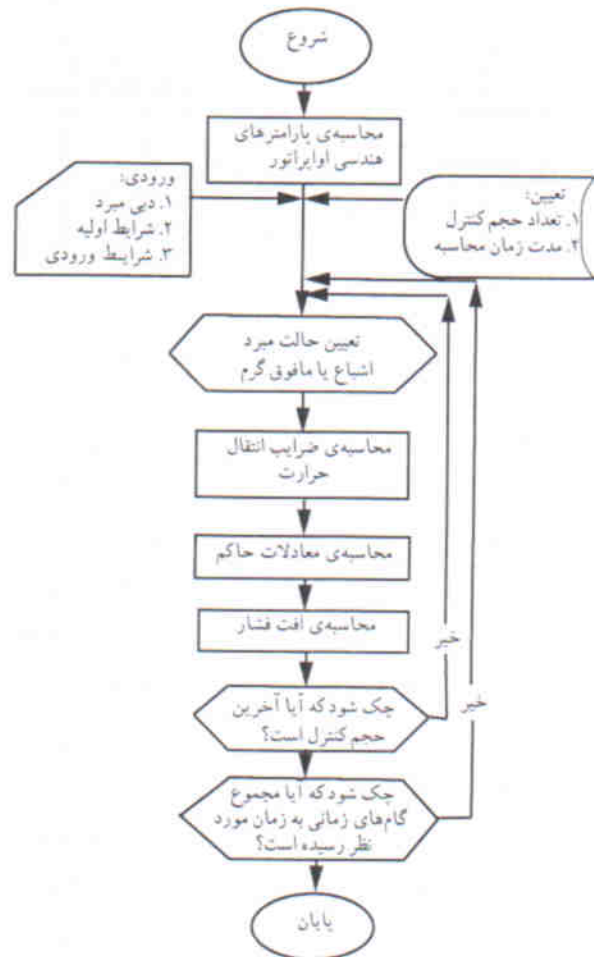 شروع
محاسبه‌ی پارامترهای
هندسی اواپراتور
ورودی:
۱. دبی مبرد
۲. شرایط اولیه
۳. شرایط ورودی
تعیین:
۱. تعداد حجم کنترل
۲. مدت زمان محاسبه
تعیین حالت مبرد
اشباع یا مافوق گرم
محاسبه‌ی ضرایب انتقال
حرارت
محاسبه‌ی معادلات حاکم
محاسبه‌ی افت فشار
خیر
خیر
چک شود که آیا آخرین
حجم کنترل است؟
چک شود که آیا مجموع
گام‌های زمانی به زمان مورد
نظر رسیده است؟
پایان